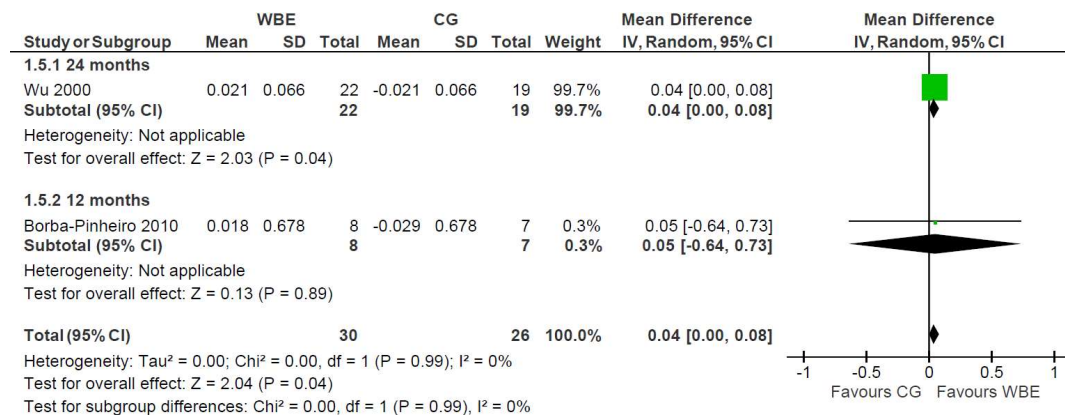 WBE CG Mean Difference Mean Difference
Study or Subgroup Mean SD Total Mean SD Total Weight IV, Random, 95% CI IV, Random, 95% CI
1.5.1 24 months
Wu 2000 0.021 0.066 22 -0.021 0.066 19 99.7% 0.04 [0.00, 0.08]
Subtotal (95% CI) 22 19 99.7% 0.04 [0.00, 0.08]
Heterogeneity: Not applicable
Test for overall effect: Z = 2.03 (P = 0.04)
1.5.2 12 months
Borba-Pinheiro 2010 0.018 0.678 8 -0.029 0.678 7 0.3% 0.05 [-0.64, 0.73]
Subtotal (95% CI) 8 7 0.3% 0.05 [-0.64, 0.73]
Heterogeneity: Not applicable
Test for overall effect: Z = 0.13 (P = 0.89)
Total (95% CI) 30 26 100.0% 0.04 [0.00, 0.08]
Heterogeneity: Tau² = 0.00; Chi² = 0.00, df = 1 (P = 0.99); I² = 0%
Test for overall effect: Z = 2.04 (P = 0.04)
Test for subgroup differences: Chi² = 0.00, df = 1 (P = 0.99), I² = 0%
-1 -0.5 0 0.5 1
Favours CG Favours WBE